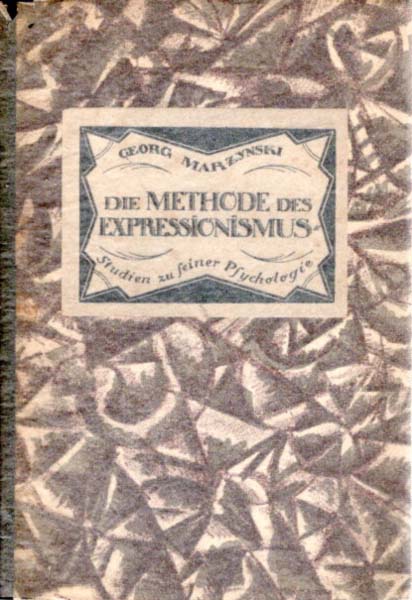 GEORG MARZYNSKI
DIE METHODE DES
EXPRESSIONISMUS
Studien zu seiner Psychologie